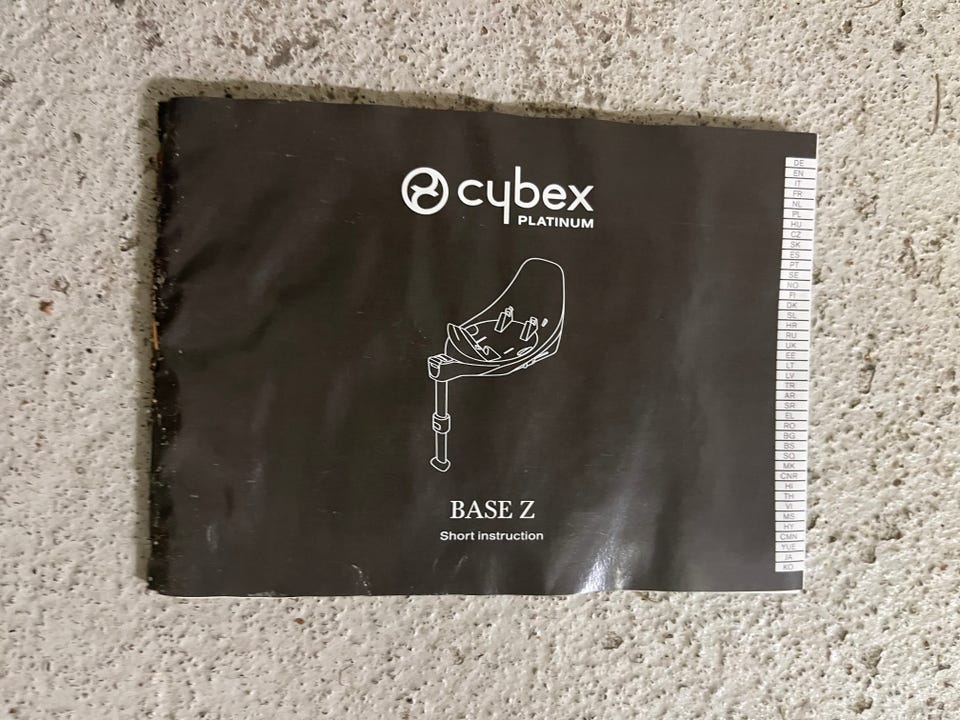 cybex
PLATINUM
BASE Z
Short instruction
DE
EN
IT
FR
NL
PL
HU
CZ
SK
ES
PT
SE
NO
FI
DK
SL
HR
RU
UK
EE
LT
LV
TR
AR
SR
EL
RO
BG
BS
SQ
MK
CNR
HI
TH
VI
MS
HY
CMN
YUE
JA
KO